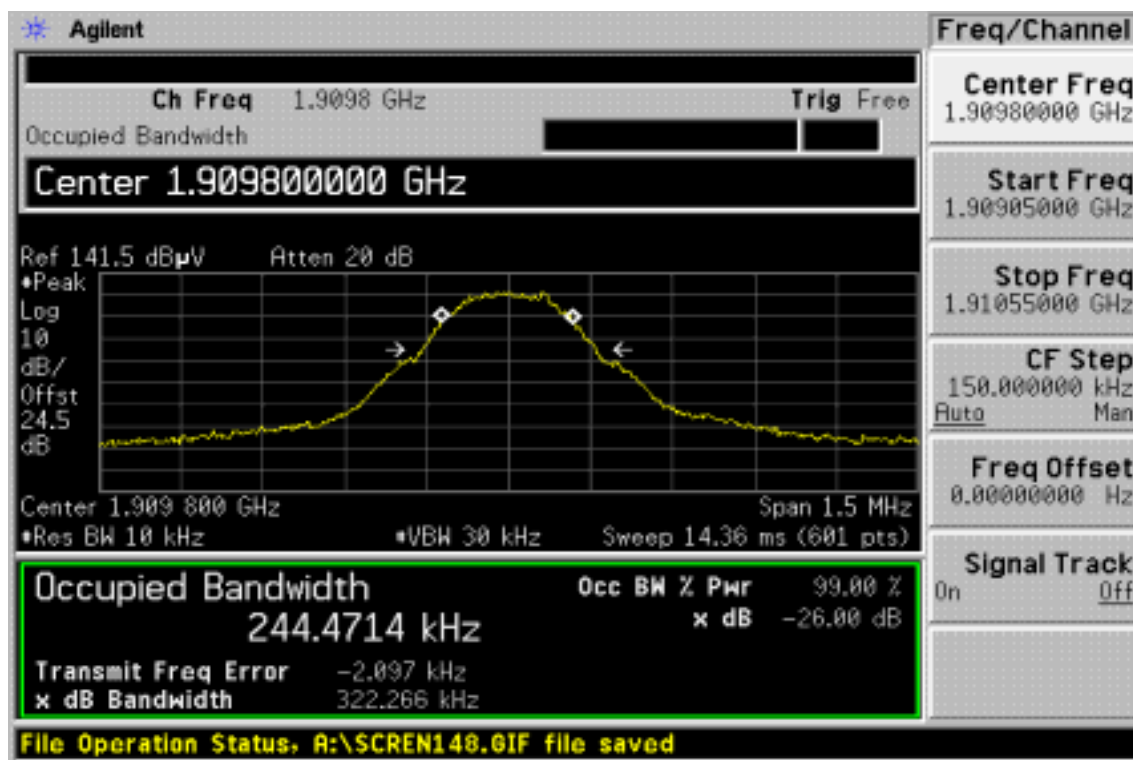 Agilent
Freq/Channel
Ch Freq 1.9098 GHz Trig Free
Occupied Bandwidth
Center 1.909800000 GHz
Ref 141.5 dBµV Atten 20 dB
•Peak
Log
10
dB/
Offst
24.5
dB
Center 1.909 800 GHz Span 1.5 MHz
•Res BW 10 kHz •VBW 30 kHz Sweep 14.36 ms (601 pts)
Occupied Bandwidth
244.4714 kHz
Occ BW % Pwr 99.00 %
x dB -26.00 dB
Transmit Freq Error -2.097 kHz
x dB Bandwidth 322.266 kHz
File Operation Status, A:\SCREN148.GIF file saved
Center Freq
1.90980000 GHz
Start Freq
1.90905000 GHz
Stop Freq
1.91055000 GHz
CF Step
150.000000 kHz
Auto Man
Freq Offset
0.00000000 Hz
Signal Track
On Off